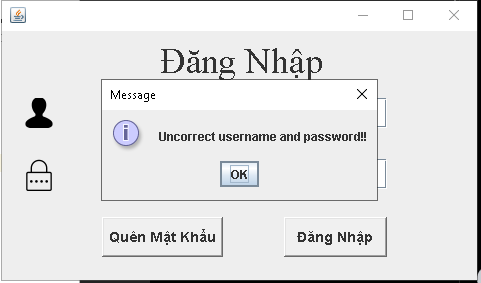 Đăng Nhập
Message
Uncorrect username and password!!
OK
Quên Mật Khẩu
Đăng Nhập